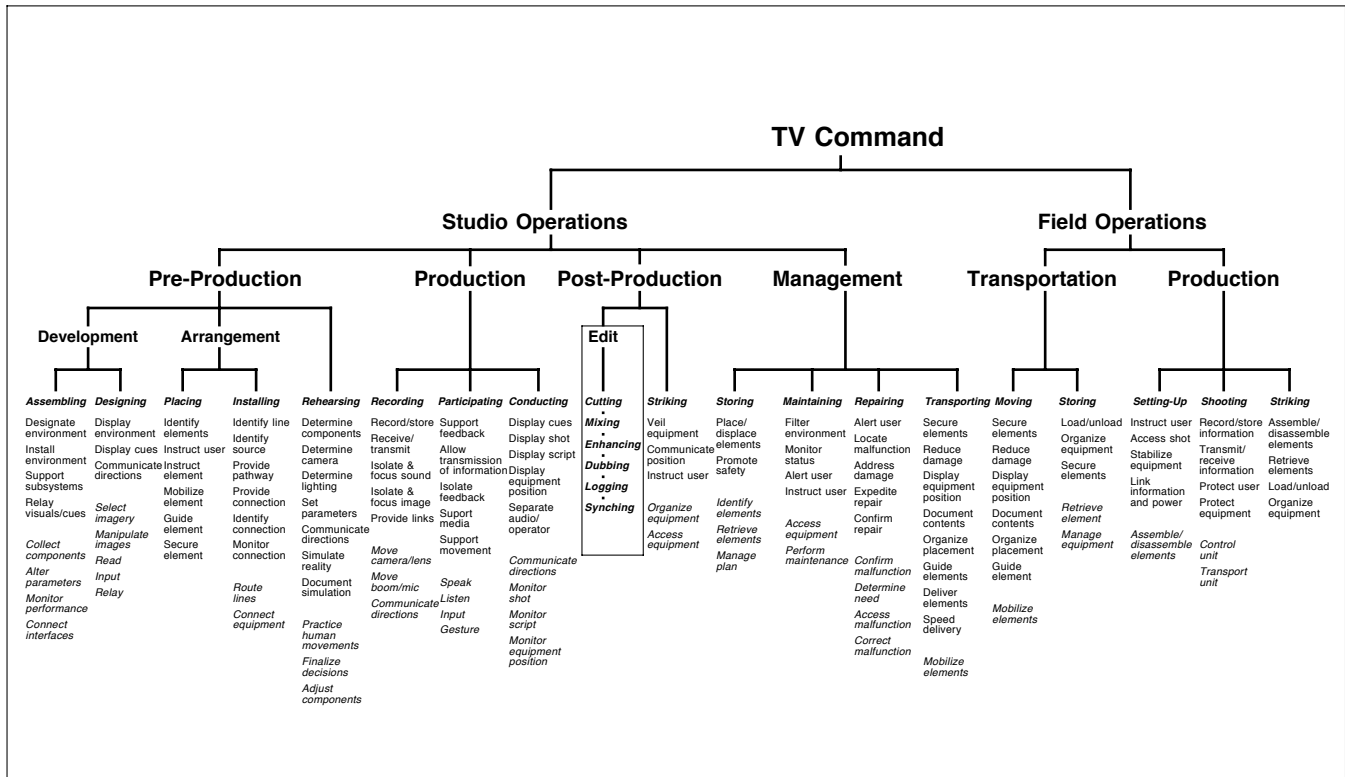 TV Command
Studio Operations
Field Operations
Pre-Production
Production
Post-Production
Management
Transportation
Production
Development
Arrangement
Edit
Assembling
Designate
environment
Install
environment
Support
subsystems
Relay
visuals/cues
Collect
components
Alter
parameters
Monitor
performance
Connect
interfaces
Designing
Display
environment
Display cues
Communicate
directions
Select
imagery
Manipulate
images
Read
Input
Relay
Placing
Identify
elements
Instruct user
Instruct
element
Mobilize
element
Guide
element
Secure
element
Installing
Identify line
Identify
source
Provide
pathway
Provide
connection
Identify
connection
Monitor
connection
Route
lines
Connect
equipment
Rehearsing
Determine
components
Determine
camera
Determine
lighting
Set
parameters
Communicate
directions
Simulate
reality
Document
simulation
Practice
human
movements
Finalize
decisions
Adjust
components
Recording
Record/store
Receive/
transmit
Isolate &
focus sound
Isolate &
focus image
Provide links
Move
camera/lens
Move
boom/mic
Communicate
directions
Participating
Support
feedback
Allow
transmission
of information
Isolate
feedback
Suport
media
Support
movement
Speak
Listen
Input
Gesture
Conducting
Display cues
Display shot
Display script
Display
equipment
position
Separate
audio/
operator
Communicate
directions
Monitor
shot
Monitor
script
Monitor
equipment
position
Cutting
Mixing
Enhancing
Dubbing
Logging
Synching
Striking
Veil
equipment
Communicate
position
Instruct user
Organize
equipment
Access
equipment
Storing
Place/
displace
elements
Promote
safety
Identify
elements
Retrieve
elements
Manage
plan
Maintaining
Filter
environment
Monitor
status
Alert user
Instruct user
Access
equipment
Perform
maintenance
Repairing
Alert user
Locate
malfunction
Address
damage
Expedite
repair
Confirm
repair
Confirm
malfunction
Determine
need
Access
malfunction
Correct
malfunction
Transporting
Secure
elements
Reduce
damage
Display
equipment
position
Document
contents
Organize
placement
Guide
elements
Deliver
elements
Speed
delivery
Mobilize
elements
Moving
Secure
elements
Reduce
damage
Display
equipment
position
Document
contents
Organize
placement
Guide
element
Mobilize
elements
Storing
Load/unload
Organize
equipment
Secure
elements
Retrieve
element
Manage
equipment
Setting-Up
Instruct user
Access shot
Stabilize
equipment
Link
information
and power
Assemble/
disassemble
elements
Shooting
Record/store
information
Transmit/
receive
information
Protect user
Protect
equipment
Control
unit
Transport
unit
Striking
Assemble/
disassemble
elements
Retrieve
elements
Load/unload
Organize
equipment